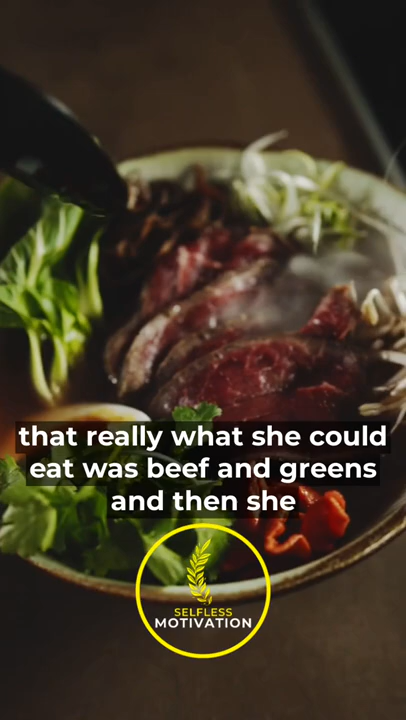 that really what she could
eat was beef and greens
and then she
SELFLESS
MOTIVATION